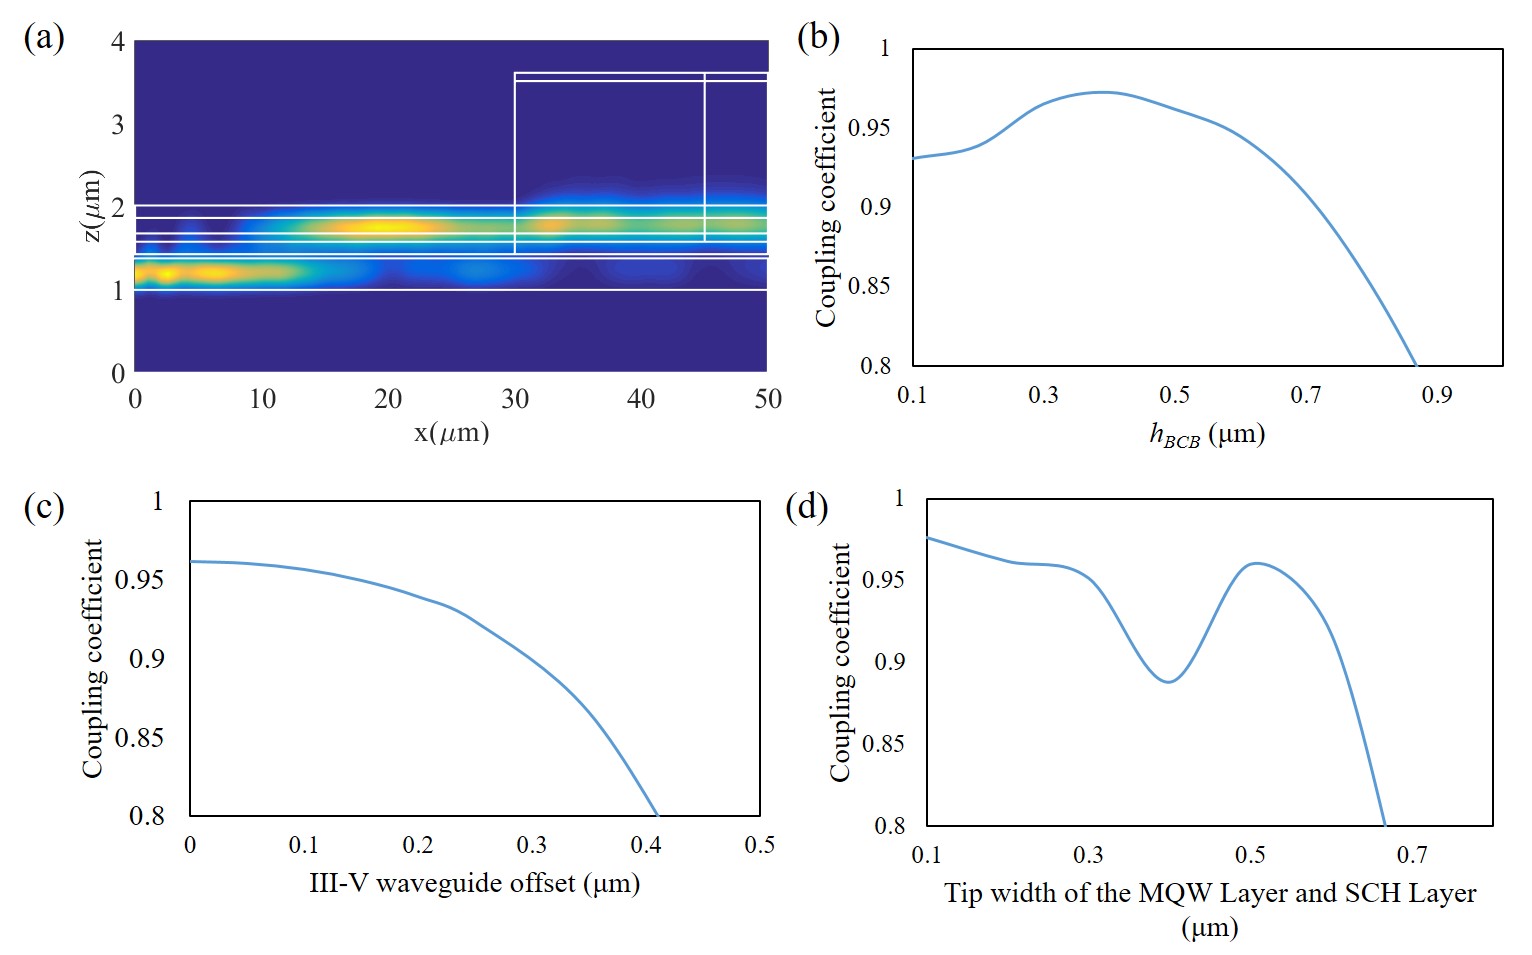 (a)
4
3
2
1
0
z(μm)
0 10 20 30 40 50
x(μm)
(b)
1
0.95
0.9
0.85
0.8
Coupling coefficient
0.1 0.3 0.5 0.7 0.9
hBCB (μm)
(c)
1
0.95
0.9
0.85
0.8
Coupling coefficient
0 0.1 0.2 0.3 0.4 0.5
III-V waveguide offset (μm)
(d)
1
0.95
0.9
0.85
0.8
Coupling coefficient
0.1 0.3 0.5 0.7
Tip width of the MQW Layer and SCH Layer
(μm)